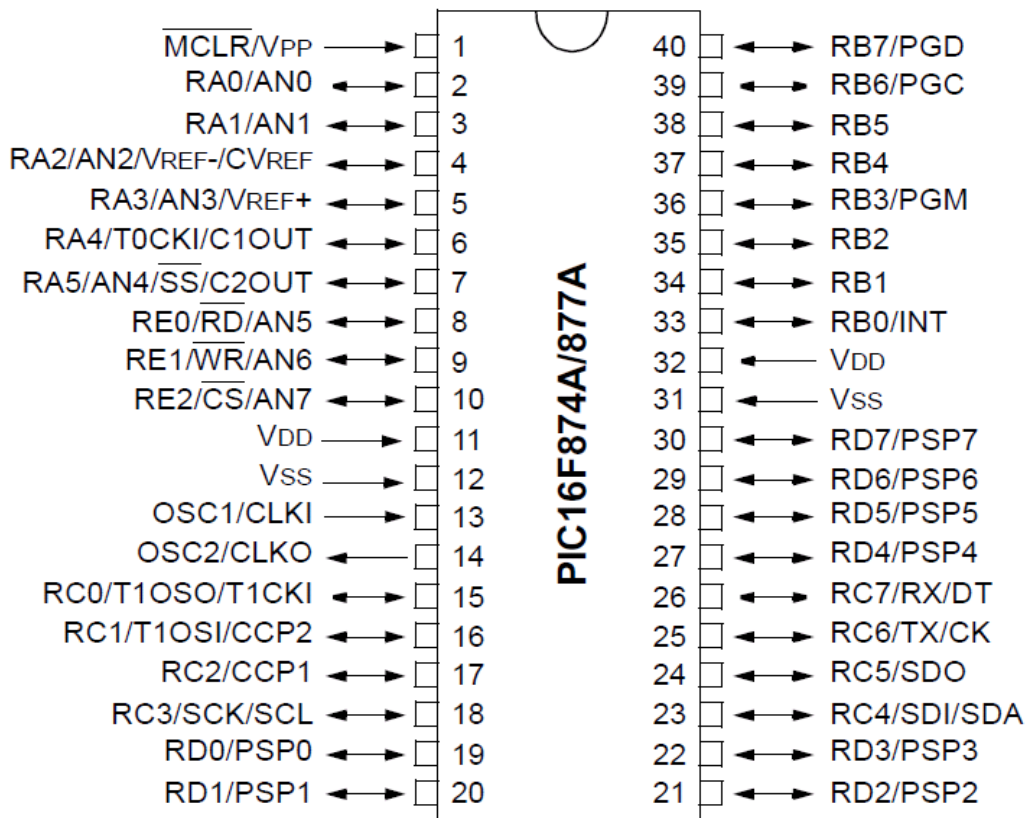 MCLR/VPP 1 40 RB7/PGD
RA0/AN0 2 39 RB6/PGC
RA1/AN1 3 38 RB5
RA2/AN2/VREF-/CVREF 4 37 RB4
RA3/AN3/VREF+ 5 36 RB3/PGM
RA4/T0CKI/C1OUT 6 35 RB2
RA5/AN4/SS/C2OUT 7 34 RB1
RE0/RD/AN5 8 33 RB0/INT
RE1/WR/AN6 9 32 VDD
RE2/CS/AN7 10 31 VSS
VDD 11 30 RD7/PSP7
VSS 12 29 RD6/PSP6
OSC1/CLKI 13 28 RD5/PSP5
OSC2/CLKO 14 27 RD4/PSP4
RC0/T1OSO/T1CKI 15 26 RC7/RX/DT
RC1/T1OSI/CCP2 16 25 RC6/TX/CK
RC2/CCP1 17 24 RC5/SDO
RC3/SCK/SCL 18 23 RC4/SDI/SDA
RD0/PSP0 19 22 RD3/PSP3
RD1/PSP1 20 21 RD2/PSP2
PIC16F874A/877A